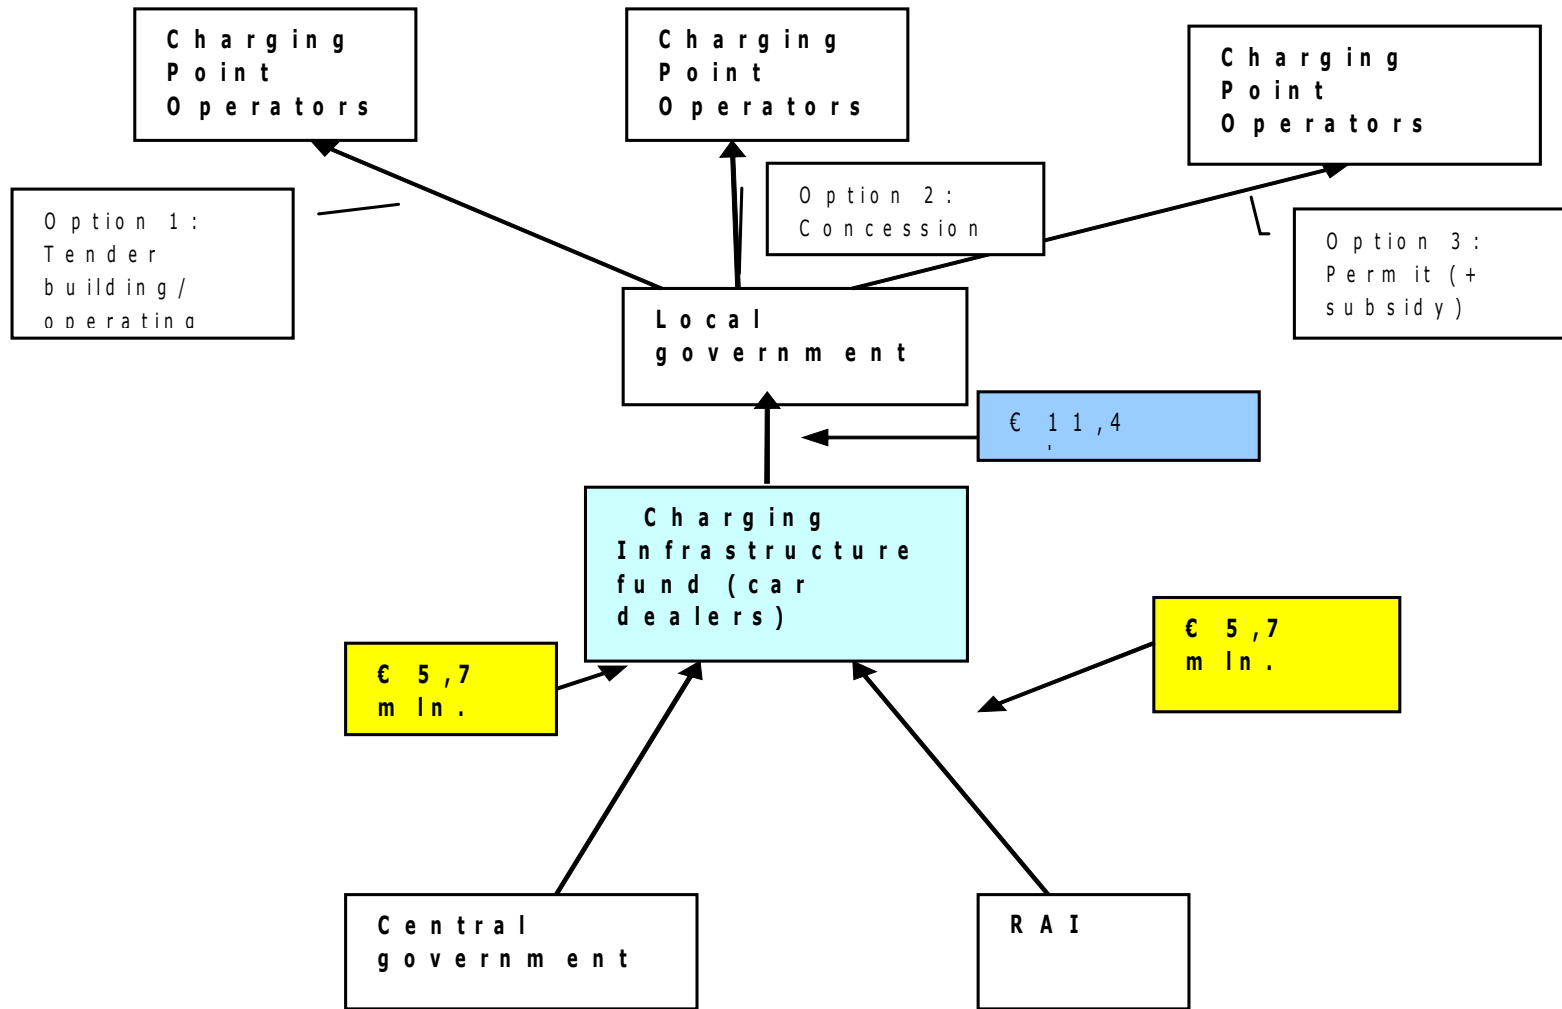 Charging
Point
Operators
Charging
Point
Operators
Charging
Point
Operators
Option 1:
Tender
building/
operating
Option 2:
Concession
Option 3:
Permit (+
subsidy)
Local
government
€ 11,4
Charging
Infrastructure
fund (car
dealers)
€ 5,7
mln.
€ 5,7
mln.
Central
government
RAI